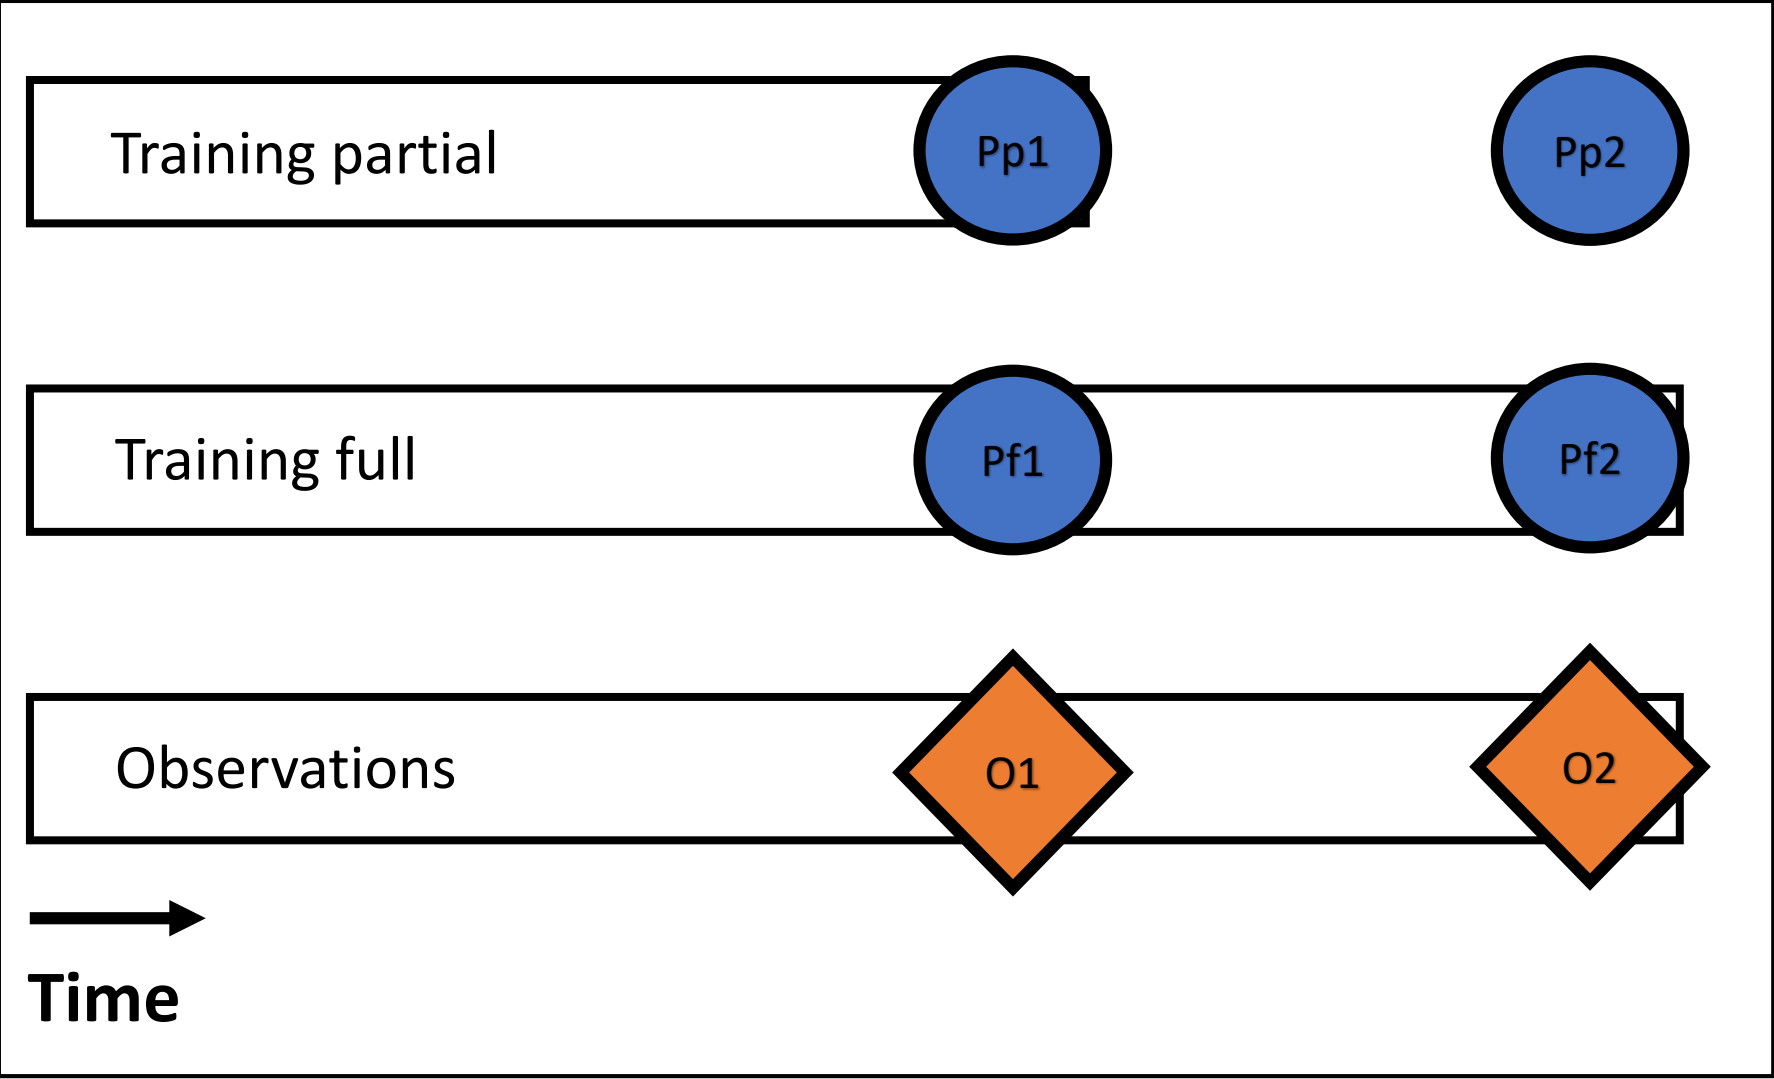 Training partial Pp1 Pp2
Training full Pf1 Pf2
Observations O1 O2
Time